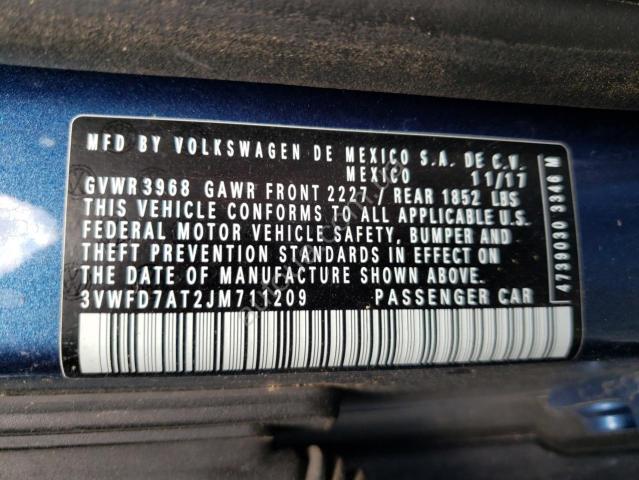 MFD BY VOLKSWAGEN DE MEXICO S.A. DE C.V.
MEXICO 11/17
GVWR 3968 GAWR FRONT 2227 / REAR 1852 LBS
THIS VEHICLE CONFORMS TO ALL APPLICABLE U.S.
FEDERAL MOTOR VEHICLE SAFETY, BUMPER AND
THEFT PREVENTION STANDARDS IN EFFECT ON
THE DATE OF MANUFACTURE SHOWN ABOVE.
3VWFD7AT2JM711209 PASSENGER CAR
4739030 3346 M